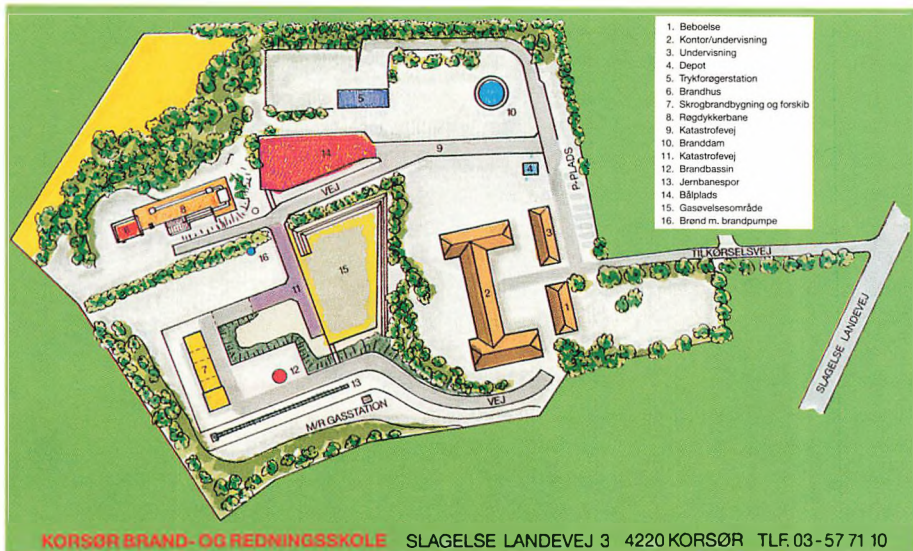 1. Beboelse
2. Kontor/undervisning
3. Undervisning
4. Depot
5. Trykforøgerstation
6. Brandhus
7. Skrogbrandbygning og forskib
8. Røgdykkerbane
9. Katastrofevej
10. Branddam
11. Katastrofevej
12. Brandbassin
13. Jernbanespor
14. Bålplads
15. Gasøvelsesområde
16. Brønd m. brandpumpe
5
10
14
9
4
P-PLADS
VEJ
8
3
16
15
TILKØRSELSVEJ
11
2
1
SLAGELSE LANDEVEJ
7
12
13
VEJ
M/R GASSTATION
KORSØR BRAND- OG REDNINGSSKOLE SLAGELSE LANDEVEJ 3 4220 KORSØR TLF. 03-57 71 10